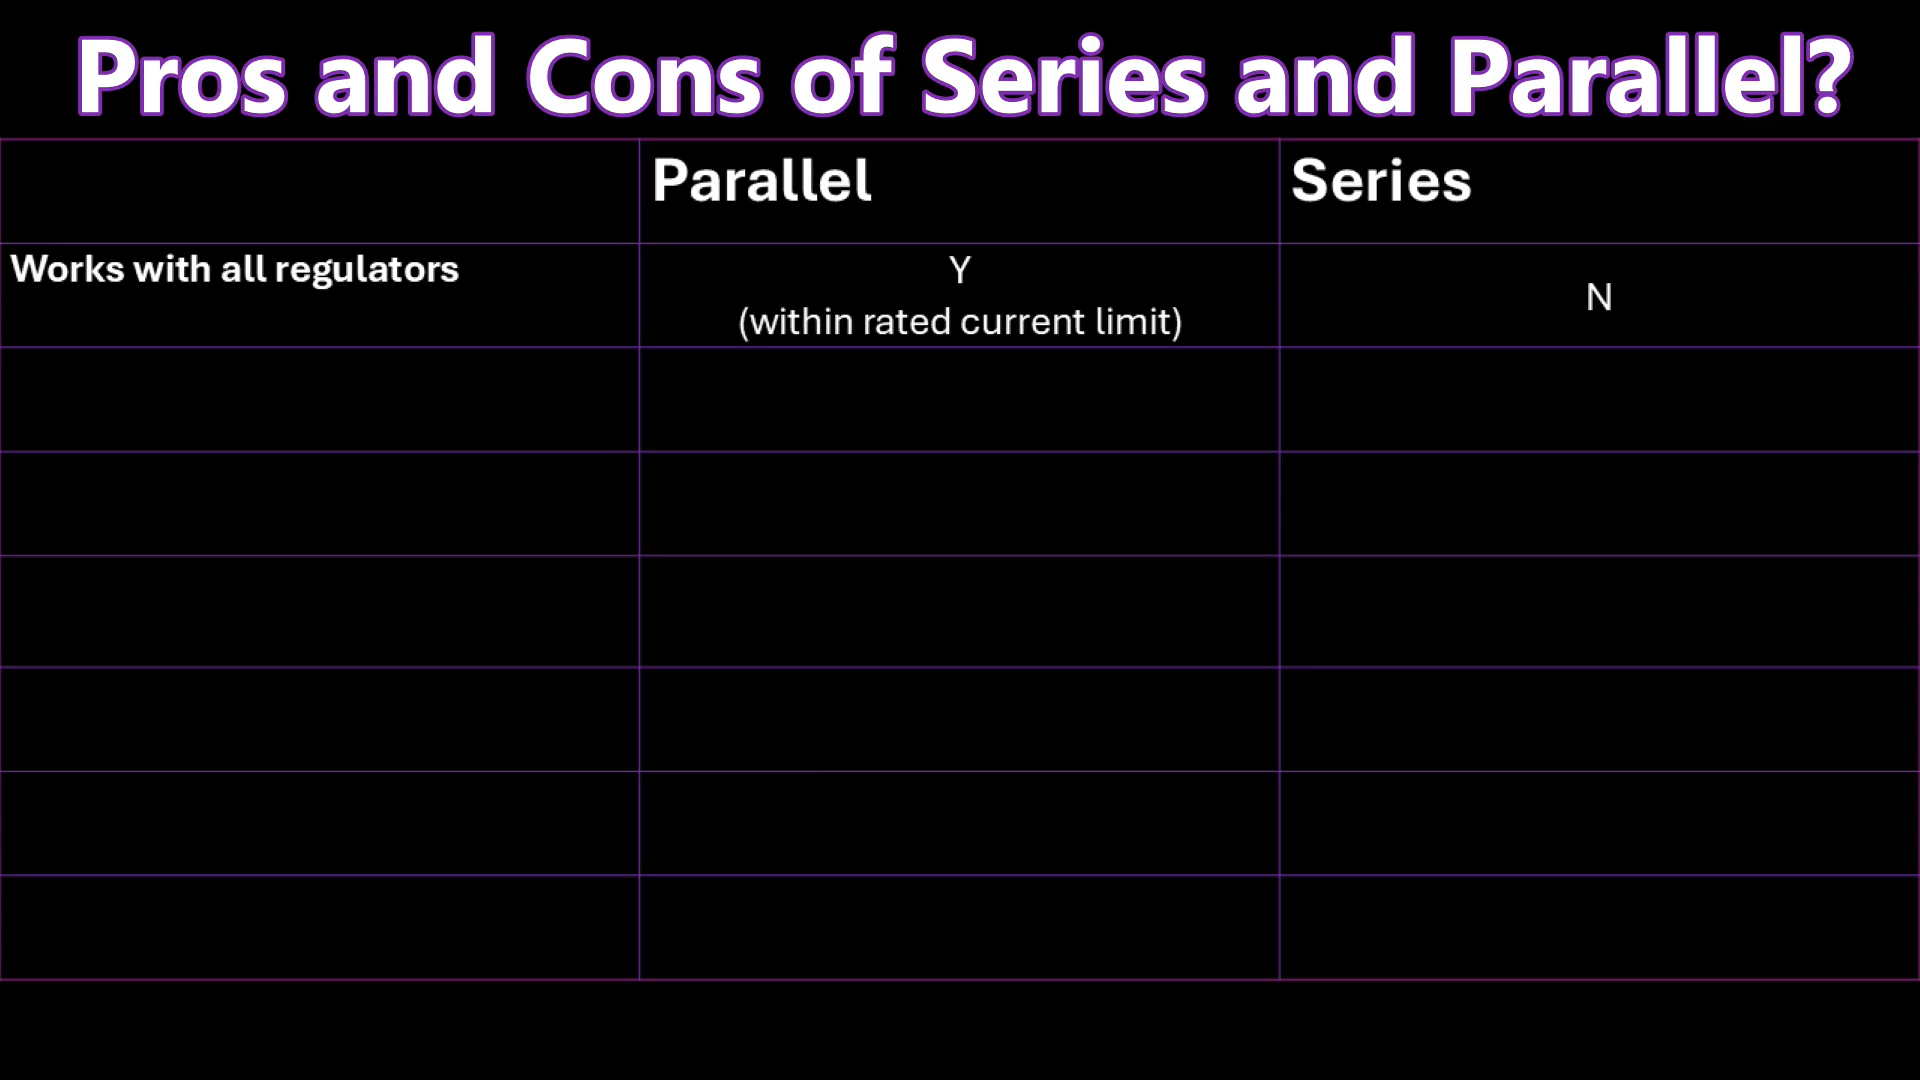 Pros and Cons of Series and Parallel?
Parallel
Series
Works with all regulators
Y
(within rated current limit)
N